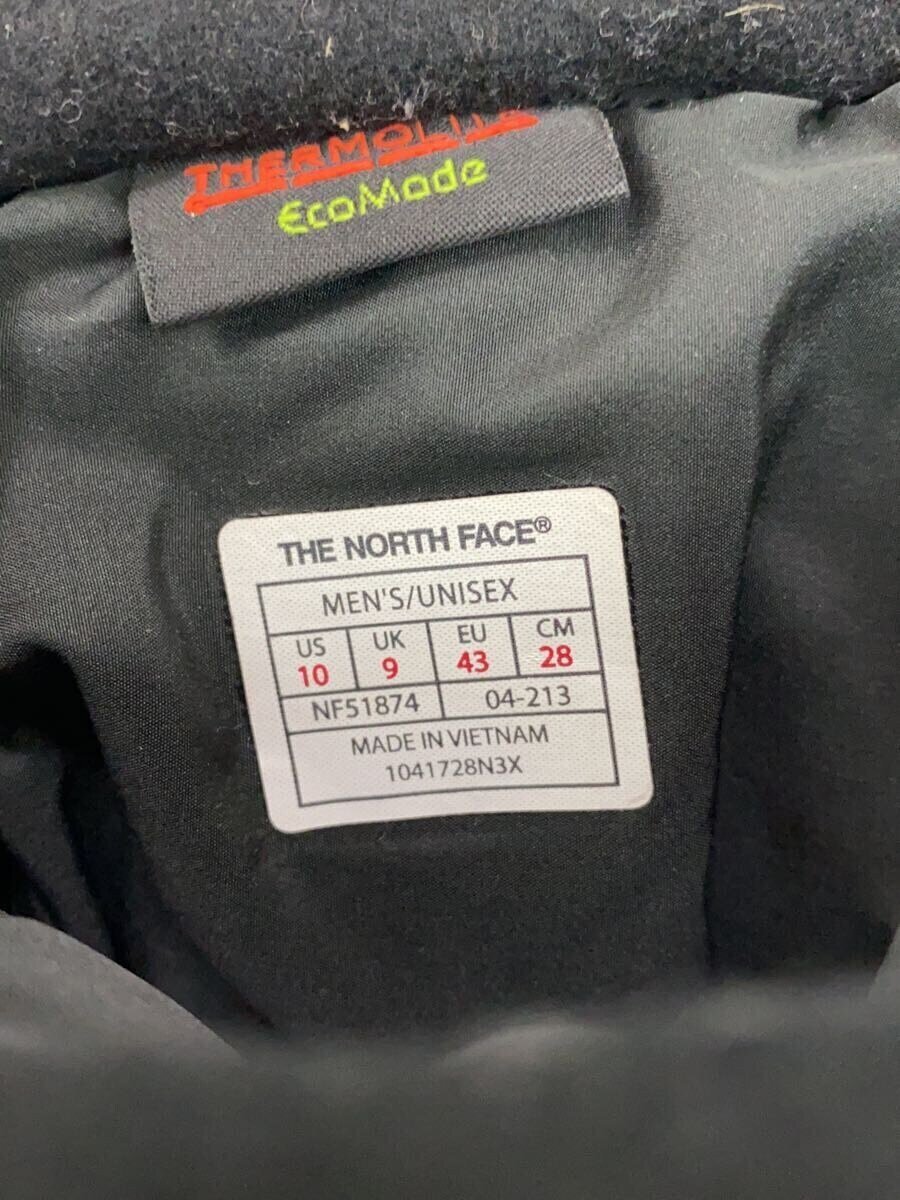 THERMOLITE
EcoMade
THE NORTH FACE®
MEN'S/UNISEX
US UK EU CM
10 9 43 28
NF51874 04-213
MADE IN VIETNAM
1041728N3X